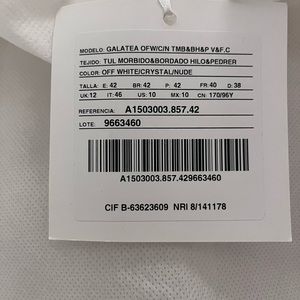 MODELO: GALATEA OFW/C/N TMB&BH&P V&F.C
TEJIDO: TUL MORBIDO&BORDADO HILO&PEDRER
COLOR: OFF WHITE/CRYSTAL/NUDE
TALLA: E: 42 BR: 42 P: 42 FR: 40 D: 38
UK: 12 IT: 46 US: 10 MX: 10 CN: 170/96Y
REFERENCIA: A1503003.857.42
LOTE: 9663460
A1503003.857.429663460
CIF B-63623609 NRI 8/141178